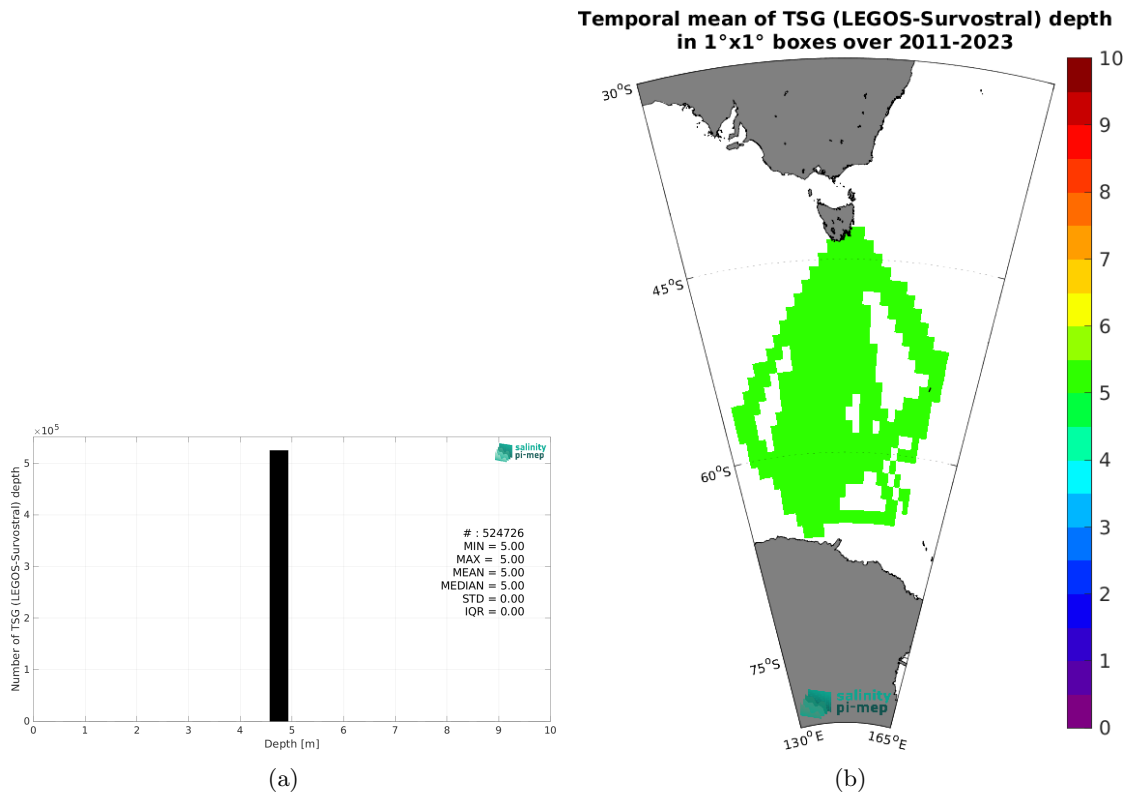 ×10⁵
5
4
3
2
1
0
0 1 2 3 4 5 6 7 8 9 10
Depth [m]
Number of TSG (LEGOS-Survostral) depth
salinity
pi-mep
# : 524726
MIN = 5.00
MAX = 5.00
MEAN = 5.00
MEDIAN = 5.00
STD = 0.00
IQR = 0.00
(a)
Temporal mean of TSG (LEGOS-Survostral) depth
in 1°x1° boxes over 2011-2023
30°S
45°S
60°S
75°S
130°E
165°E
salinity
pi-mep
10
9
8
7
6
5
4
3
2
1
0
(b)